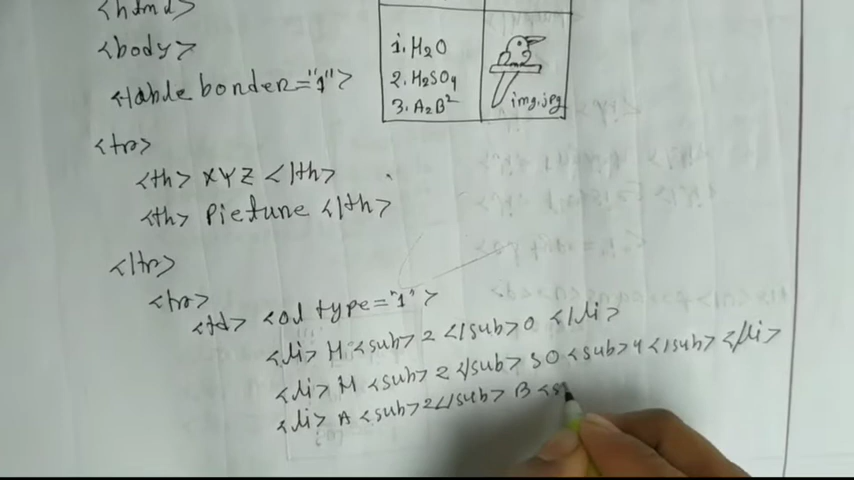 <html>
<body>
<table border="1">
<tr>
<th> XYZ </th>
<th> Picture </th>
</tr>
<tr>
<td> <ol type="1">
<li> H <sub> 2 </sub> O </li>
<li> H <sub> 2 </sub> SO <sub> 4 </sub> </li>
<li> A <sub> 2 </sub> B <s
1. H₂O
2. H₂SO₄
3. A₂B²
img.jpg